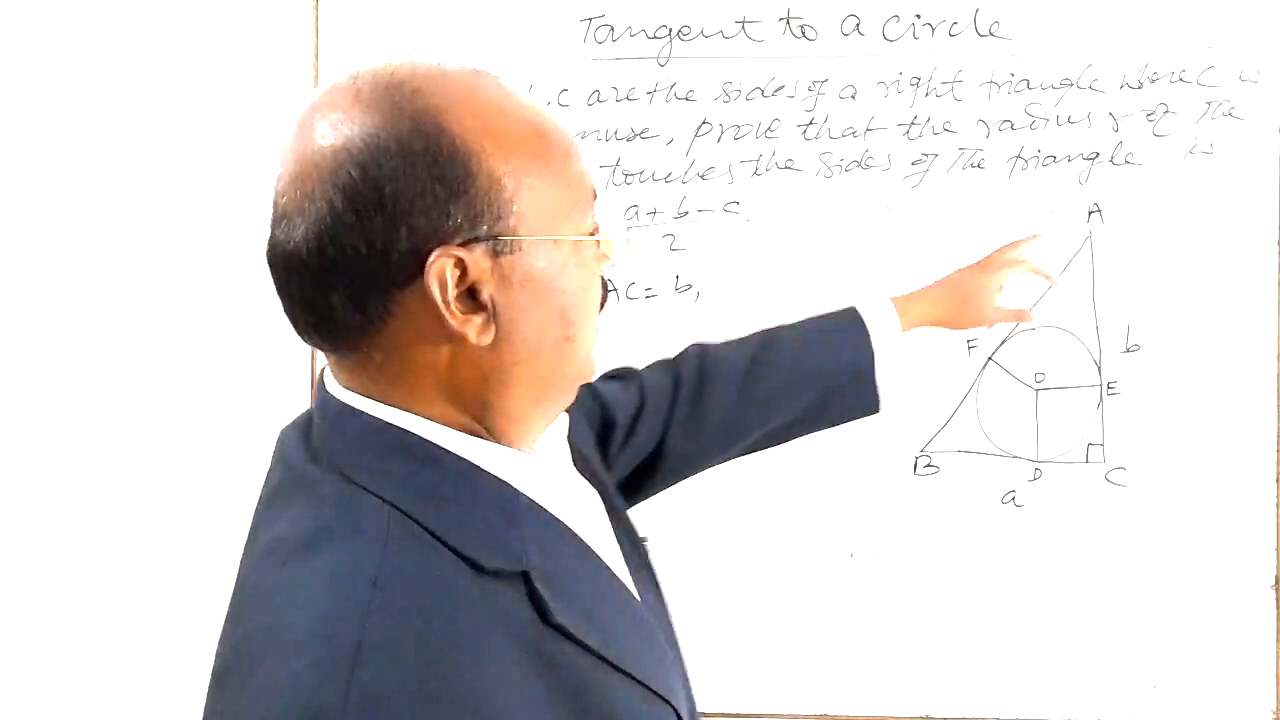 Tangent to a circle
c are the sides of a right triangle where c is
nuse, prove that the radius r of the
touches the sides of the triangle is
a+b-c
2
AC = b,
A
F
b
O
E
B
D
C
a